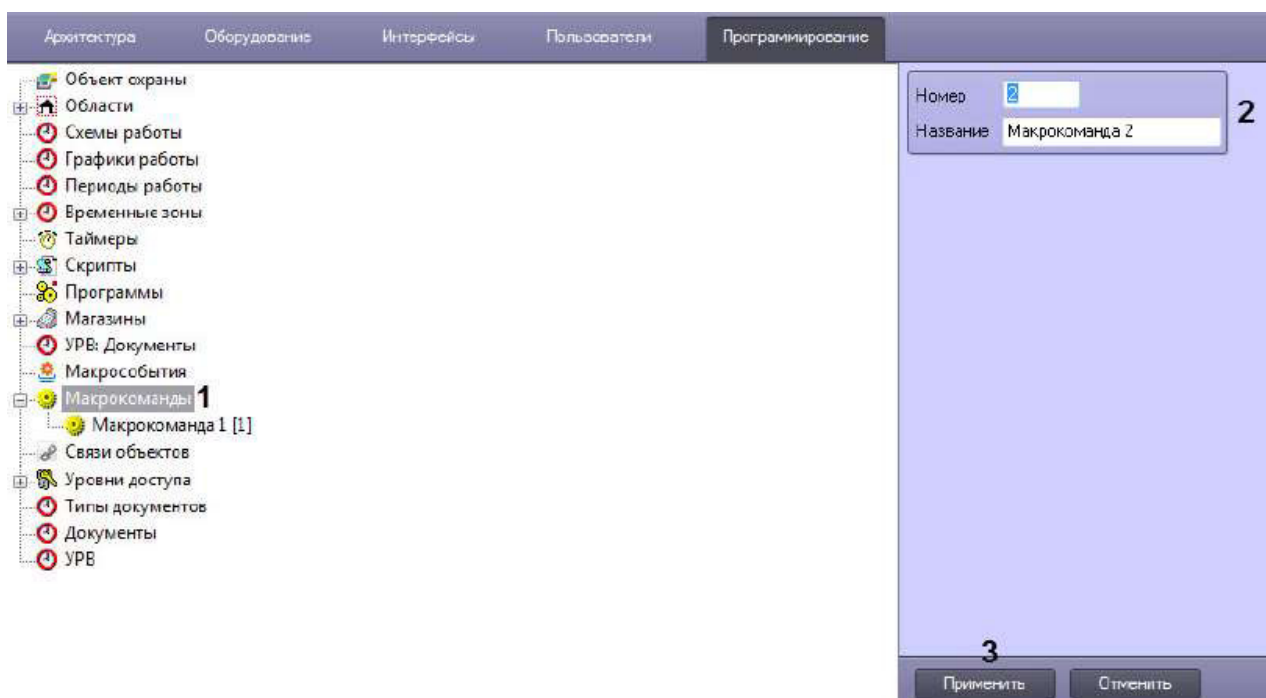 Архитектура Оборудование Интерфейсы Пользователи Программирование
Объект охраны
Области
Схемы работы
Графики работы
Периоды работы
Временные зоны
Таймеры
Скрипты
Программы
Магазины
УРВ: Документы
Макрособытия
Макрокоманды 1
Макрокоманда 1 [1]
Связи объектов
Уровни доступа
Типы документов
Документы
УРВ
Номер 2
Название Макрокоманда 2
2
3
Применить Отменить